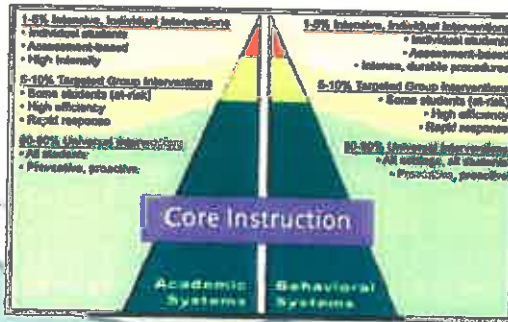 1-5% Intensive, Individual Interventions
• Individual students
• Assessment-based
• High Intensity
5-10% Targeted Group Interventions
• Some students (at-risk)
• High efficiency
• Rapid response
80-90% Universal Interventions
• All students
• Preventive, proactive
1-5% Intensive, Individual Interventions
• Individual students
• Assessment-based
• Intense, durable procedures
5-10% Targeted Group Interventions
• Some students (at-risk)
• High efficiency
• Rapid response
80-90% Universal Interventions
• All settings, all students
• Preventive, proactive
Core Instruction
Academic Systems
Behavioral Systems